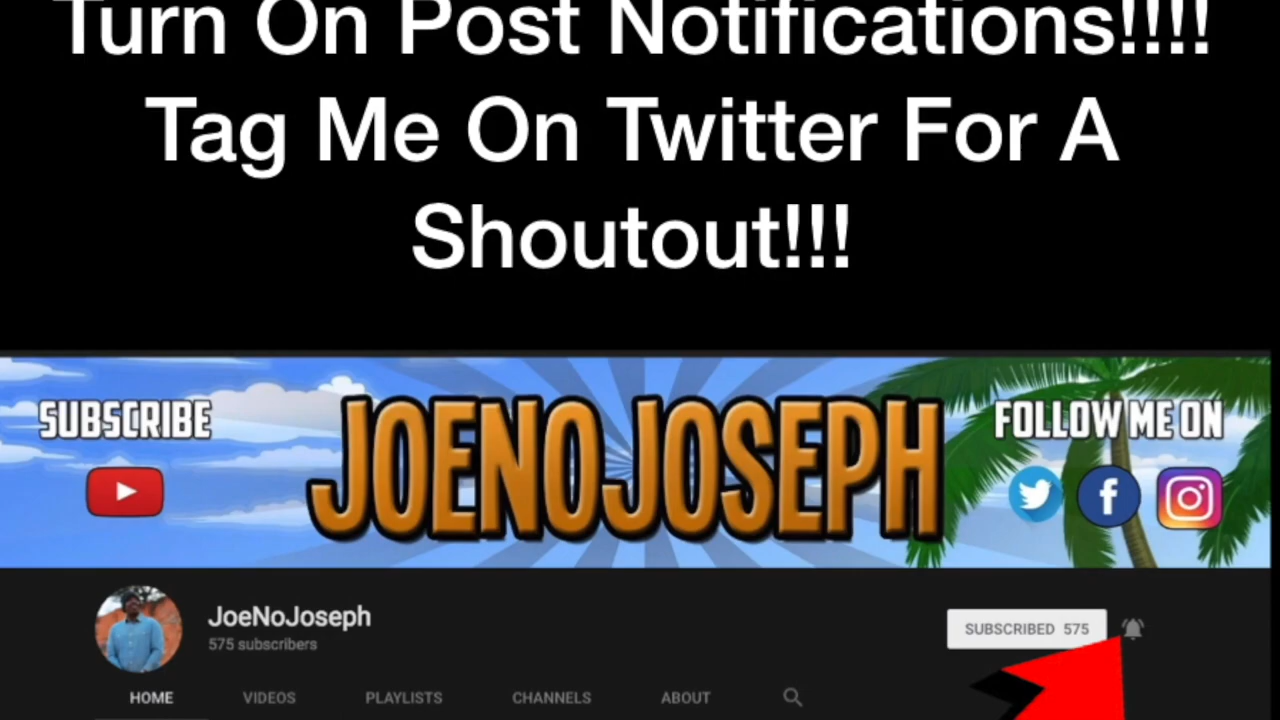 Turn On Post Notifications!!!!
Tag Me On Twitter For A
Shoutout!!!
SUBSCRIBE
JOENOJOSEPH
FOLLOW ME ON
JoeNoJoseph
575 subscribers
SUBSCRIBED 575
HOME VIDEOS PLAYLISTS CHANNELS ABOUT